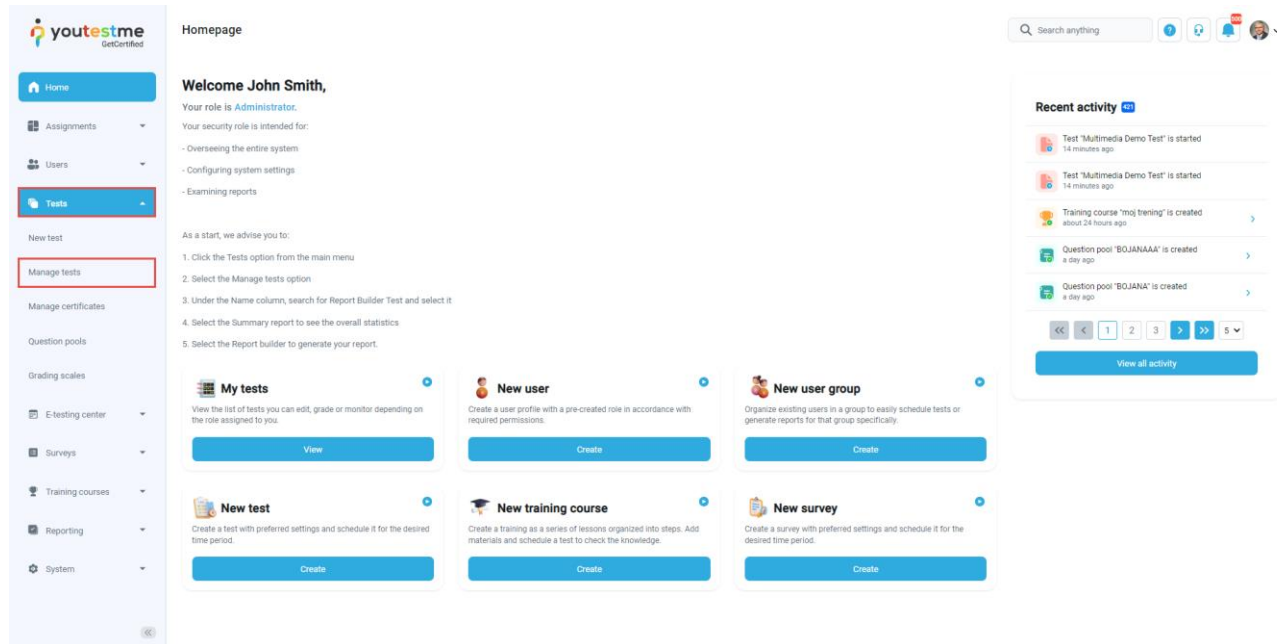 youtestme
GetCertified
Homepage
Search anything
500
Home
Assignments
Users
Tests
New test
Manage tests
Manage certificates
Question pools
Grading scales
E-testing center
Surveys
Training courses
Reporting
System
Welcome John Smith,
Your role is Administrator.
Your security role is intended for:
- Overseeing the entire system
- Configuring system settings
- Examining reports
As a start, we advise you to:
1. Click the Tests option from the main menu
2. Select the Manage tests option
3. Under the Name column, search for Report Builder Test and select it
4. Select the Summary report to see the overall statistics
5. Select the Report builder to generate your report.
My tests
View the list of tests you can edit, grade or monitor depending on
the role assigned to you.
View
New user
Create a user profile with a pre-created role in accordance with
required permissions.
Create
New user group
Organize existing users in a group to easily schedule tests or
generate reports for that group specifically.
Create
New test
Create a test with preferred settings and schedule it for the desired
time period.
Create
New training course
Create a training as a series of lessons organized into steps. Add
materials and schedule a test to check the knowledge.
Create
New survey
Create a survey with preferred settings and schedule it for the
desired time period.
Create
Recent activity 421
Test "Multimedia Demo Test" is started
14 minutes ago
Test "Multimedia Demo Test" is started
14 minutes ago
Training course "moj trening" is created
about 24 hours ago
Question pool "BOJANAAA" is created
a day ago
Question pool "BOJANA" is created
a day ago
1 2 3 5
View all activity